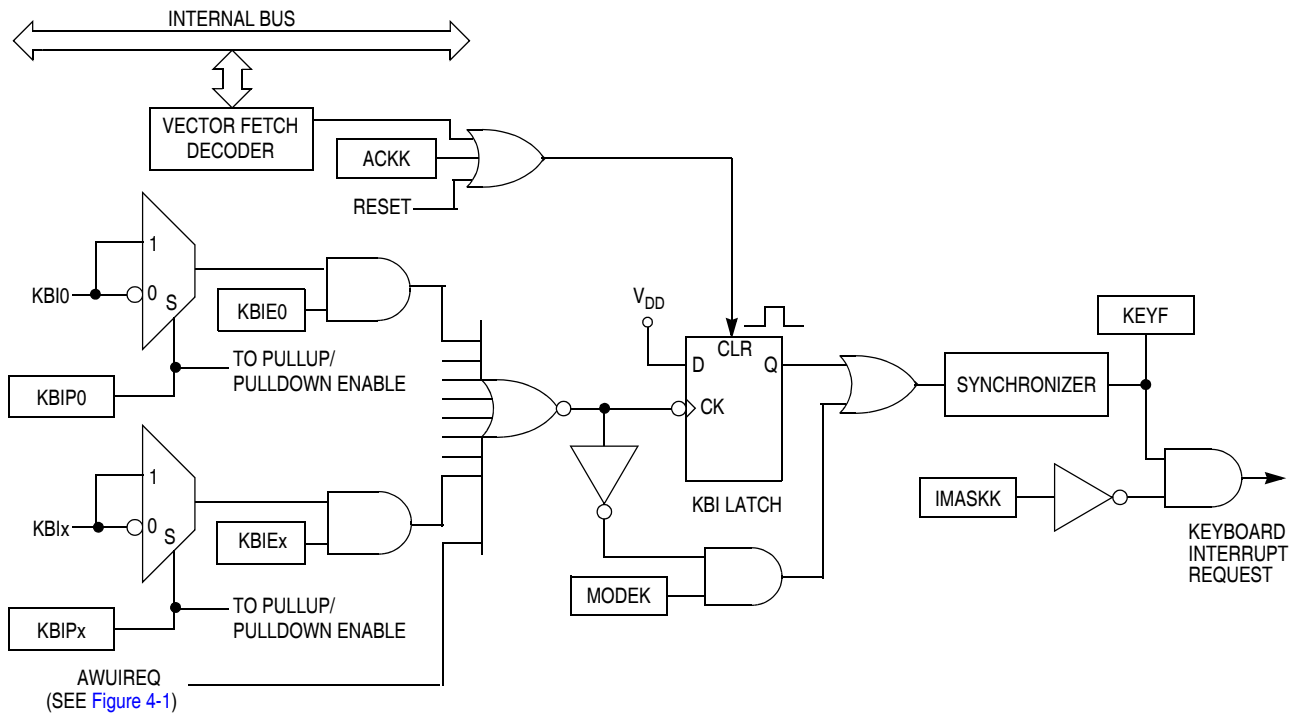 INTERNAL BUS
VECTOR FETCH
DECODER
ACKK
RESET
1
KBI0
0
S
KBIE0
TO PULLUP/
PULLDOWN ENABLE
KBIP0
VDD
CLR
D
Q
CK
KBI LATCH
KEYF
SYNCHRONIZER
1
KBIx
0
S
KBIEx
TO PULLUP/
PULLDOWN ENABLE
KBIPx
MODEK
IMASKK
KEYBOARD
INTERRUPT
REQUEST
AWUIREQ
(SEE Figure 4-1)